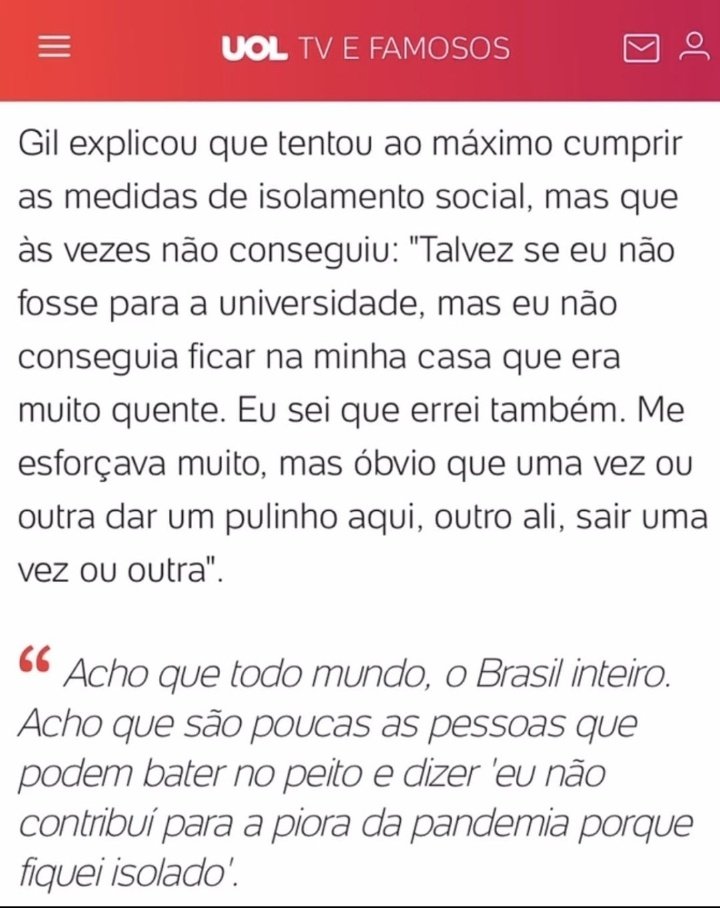 UOL TV E FAMOSOS
Gil explicou que tentou ao máximo cumprir
as medidas de isolamento social, mas que
às vezes não conseguiu: "Talvez se eu não
fosse para a universidade, mas eu não
conseguia ficar na minha casa que era
muito quente. Eu sei que errei também. Me
esforçava muito, mas óbvio que uma vez ou
outra dar um pulinho aqui, outro ali, sair uma
vez ou outra".
“ Acho que todo mundo, o Brasil inteiro.
Acho que são poucas as pessoas que
podem bater no peito e dizer 'eu não
contribuí para a piora da pandemia porque
fiquei isolado'.